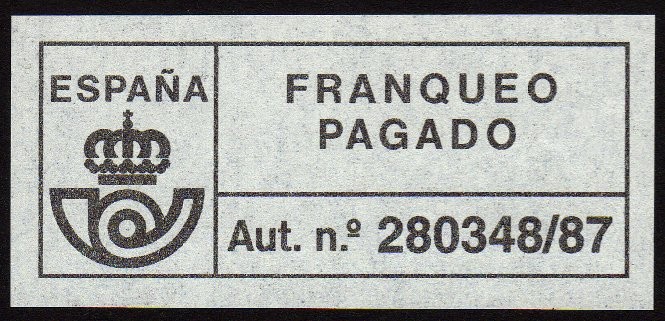 ESPAÑA
FRANQUEO
PAGADO
Aut. n.º 280348/87